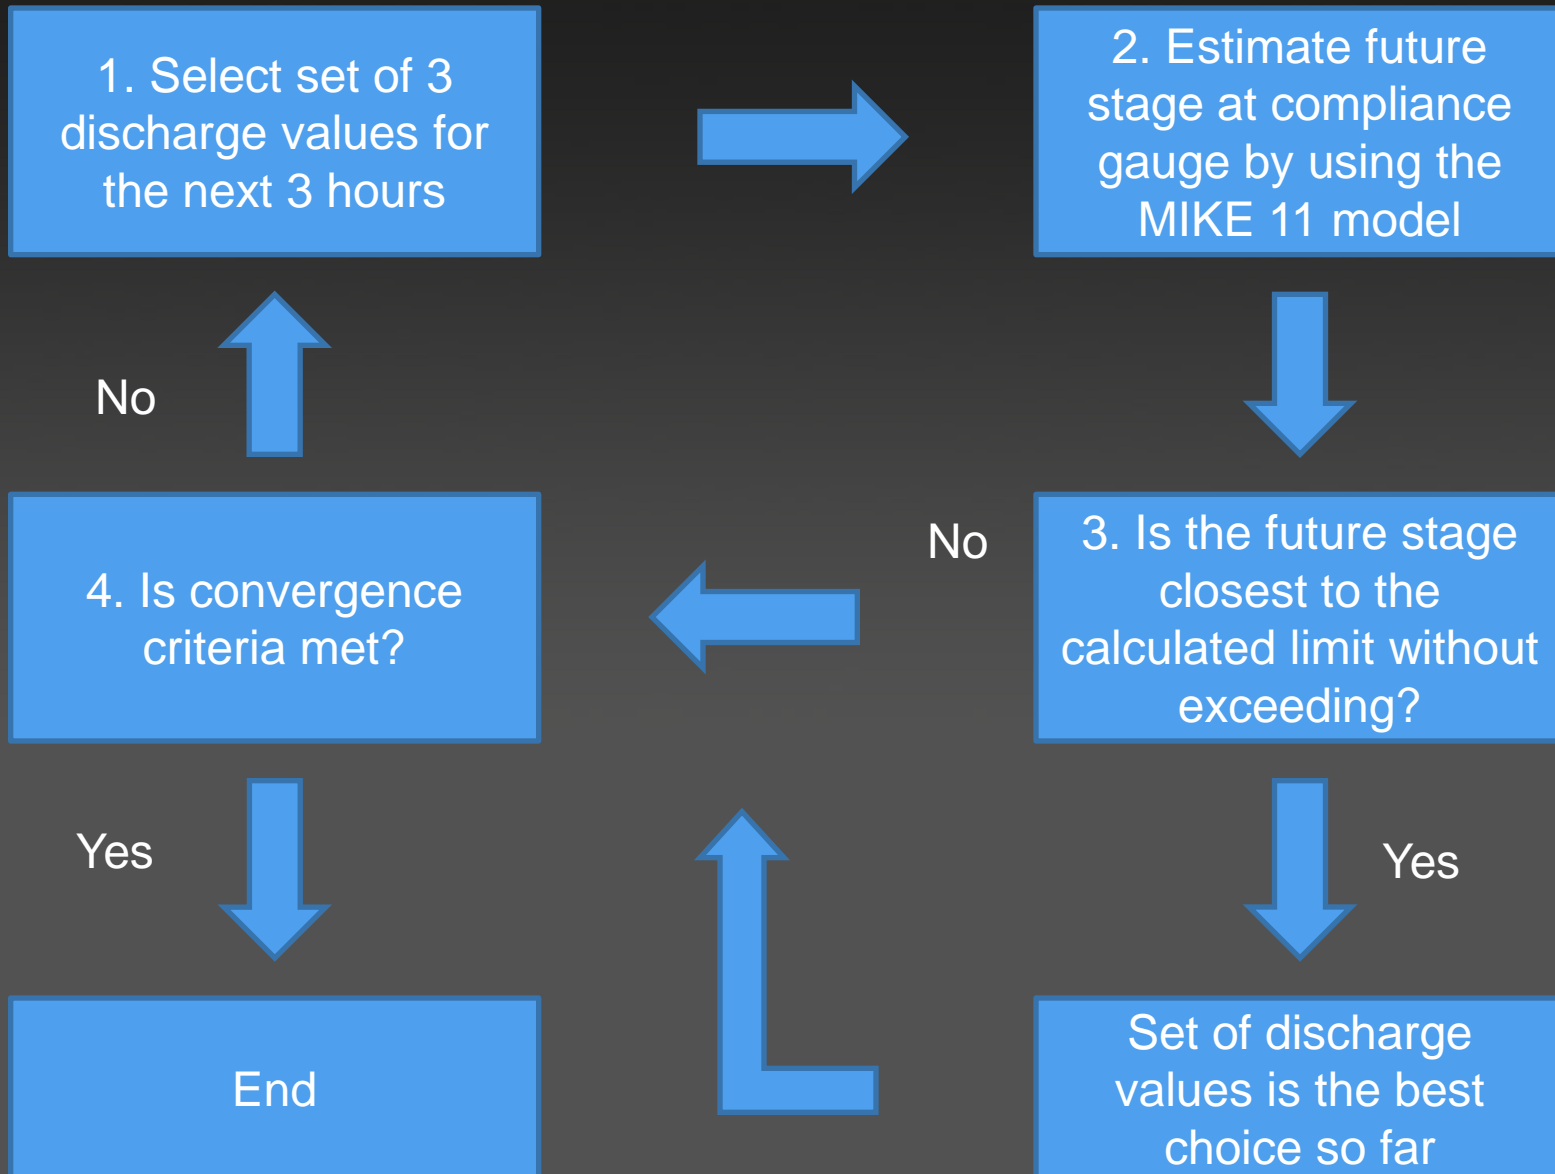 1. Select set of 3
discharge values for
the next 3 hours
2. Estimate future
stage at compliance
gauge by using the
MIKE 11 model
No
4. Is convergence
criteria met?
No
3. Is the future stage
closest to the
calculated limit without
exceeding?
Yes
Yes
End
Set of discharge
values is the best
choice so far